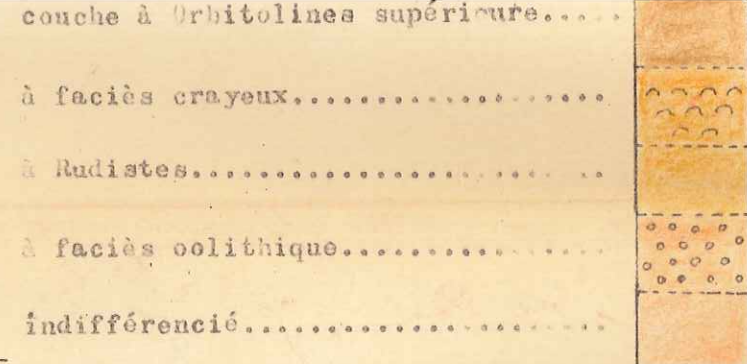 couche à Orbitolines supérieure.....
à faciès crayeux....................
à Rudistes..........................
à faciès oolithique.................
indifférencié.......................